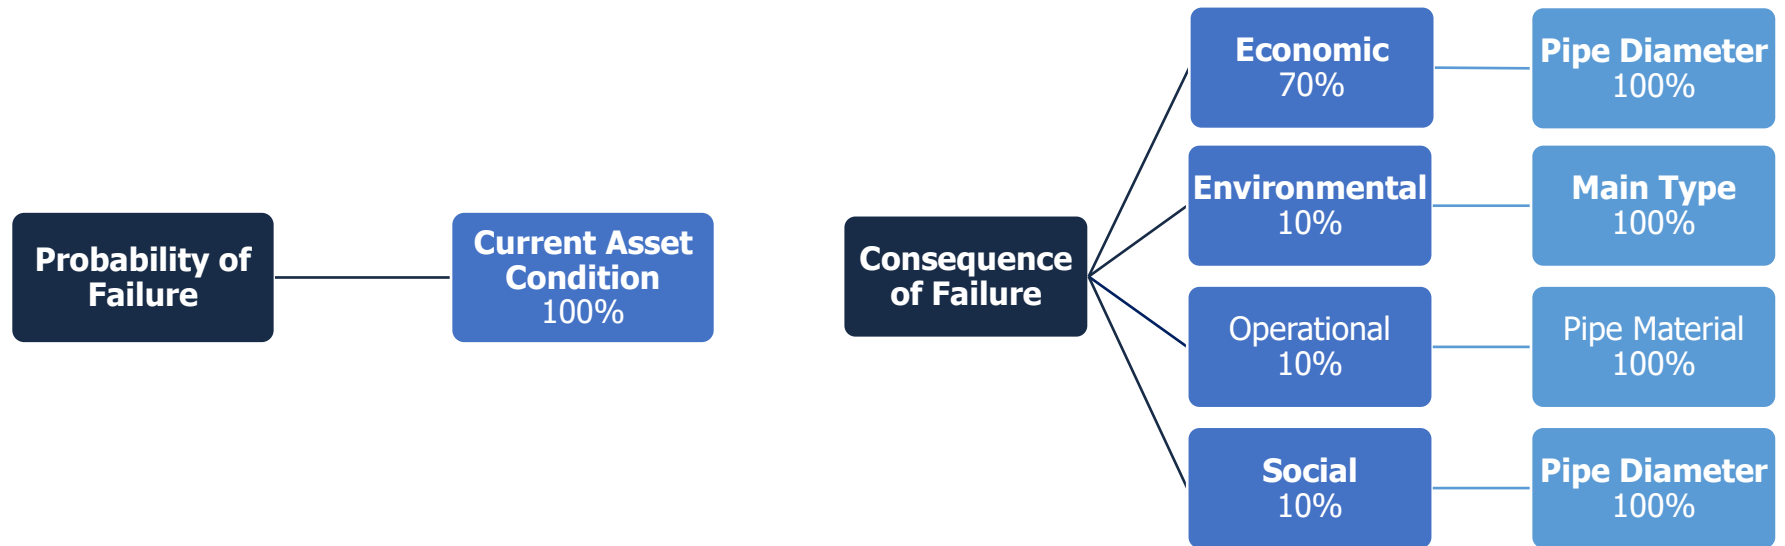 Probability of
Failure
Current Asset
Condition
100%
Consequence
of Failure
Economic
70%
Pipe Diameter
100%
Environmental
10%
Main Type
100%
Operational
10%
Pipe Material
100%
Social
10%
Pipe Diameter
100%